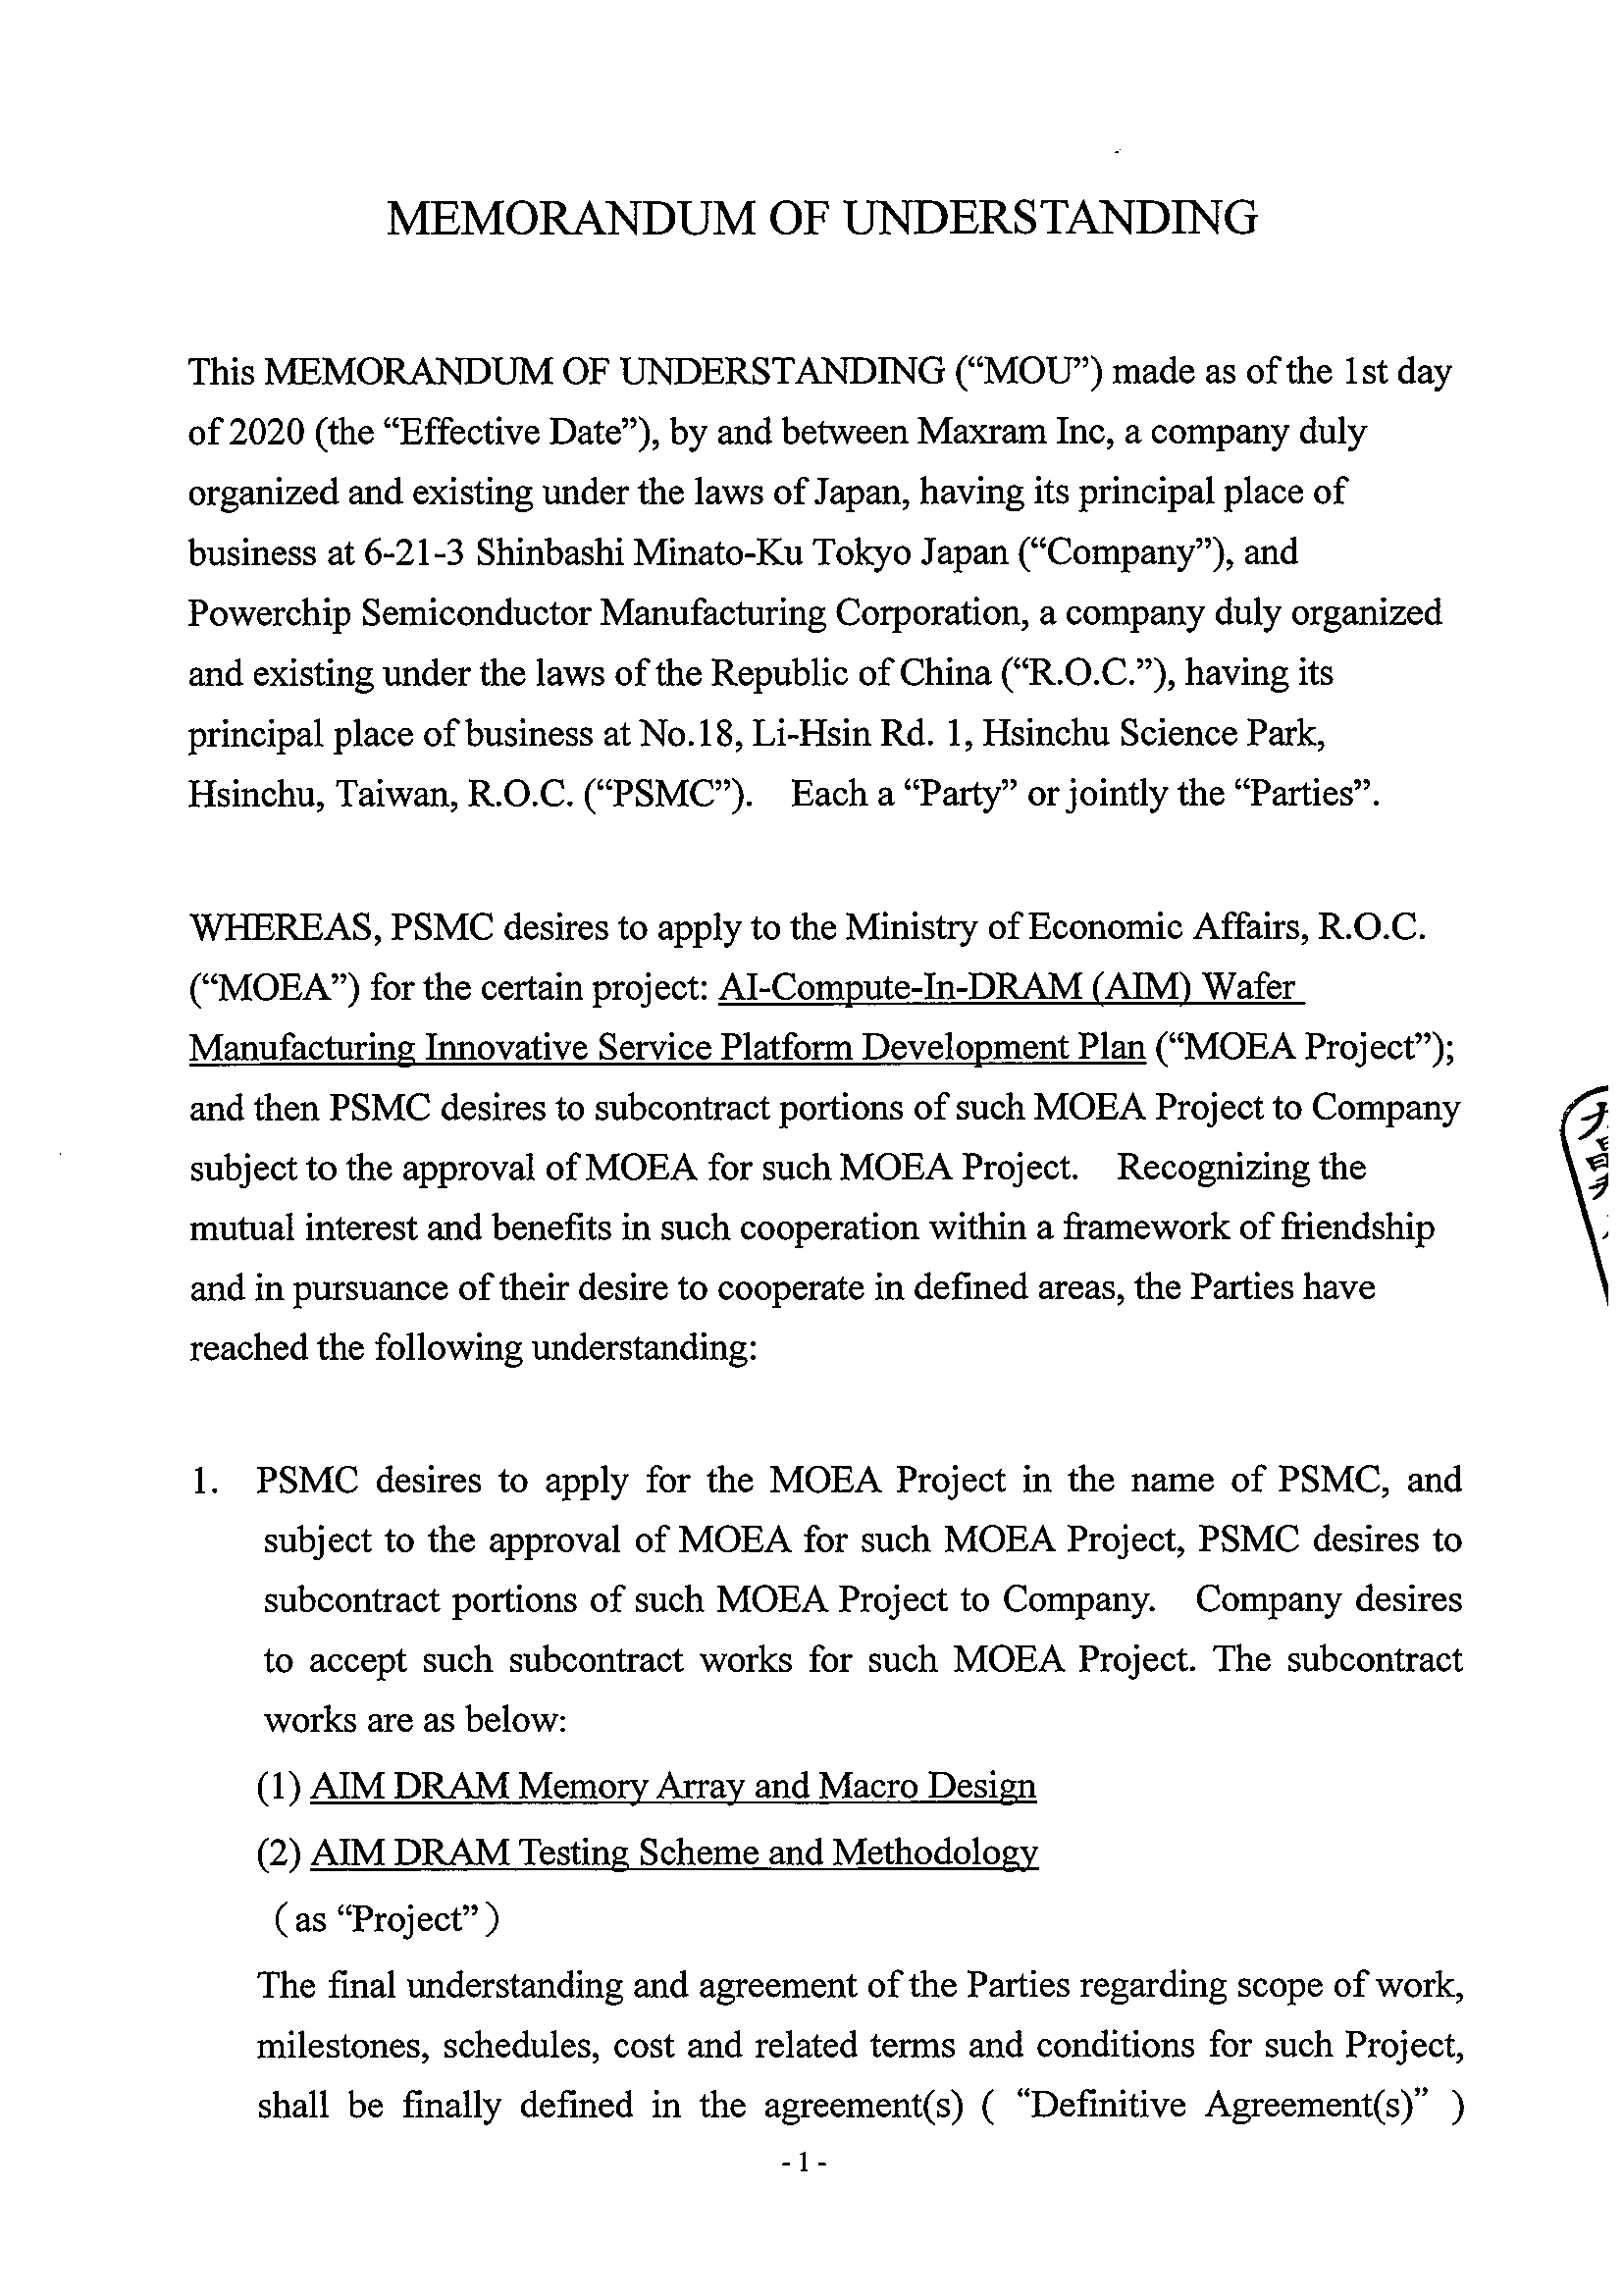 MEMORANDUM OF UNDERSTANDING
This MEMORANDUM OF UNDERSTANDING (“MOU”) made as of the 1st day
of 2020 (the “Effective Date”), by and between Maxram Inc, a company duly
organized and existing under the laws of Japan, having its principal place of
business at 6-21-3 Shinbashi Minato-Ku Tokyo Japan (“Company”), and
Powerchip Semiconductor Manufacturing Corporation, a company duly organized
and existing under the laws of the Republic of China (“R.O.C.”), having its
principal place of business at No.18, Li-Hsin Rd. 1, Hsinchu Science Park,
Hsinchu, Taiwan, R.O.C. (“PSMC”). Each a “Party” or jointly the “Parties”.
WHEREAS, PSMC desires to apply to the Ministry of Economic Affairs, R.O.C.
(“MOEA”) for the certain project: AI-Compute-In-DRAM (AIM) Wafer
Manufacturing Innovative Service Platform Development Plan (“MOEA Project”);
and then PSMC desires to subcontract portions of such MOEA Project to Company
subject to the approval of MOEA for such MOEA Project. Recognizing the
mutual interest and benefits in such cooperation within a framework of friendship
and in pursuance of their desire to cooperate in defined areas, the Parties have
reached the following understanding:
1. PSMC desires to apply for the MOEA Project in the name of PSMC, and
subject to the approval of MOEA for such MOEA Project, PSMC desires to
subcontract portions of such MOEA Project to Company. Company desires
to accept such subcontract works for such MOEA Project. The subcontract
works are as below:
(1) AIM DRAM Memory Array and Macro Design
(2) AIM DRAM Testing Scheme and Methodology
( as “Project” )
The final understanding and agreement of the Parties regarding scope of work,
milestones, schedules, cost and related terms and conditions for such Project,
shall be finally defined in the agreement(s) ( “Definitive Agreement(s)” )
- 1 -